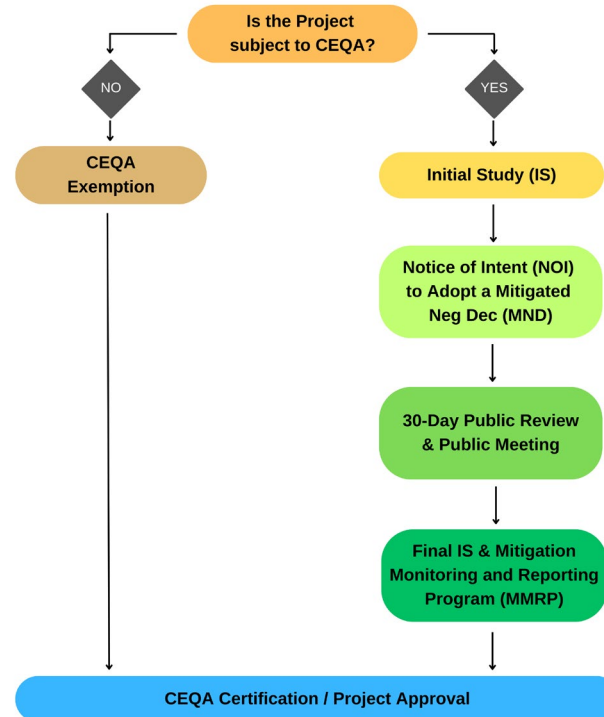 Is the Project
subject to CEQA?
NO
YES
CEQA
Exemption
Initial Study (IS)
Notice of Intent (NOI)
to Adopt a Mitigated
Neg Dec (MND)
30-Day Public Review
& Public Meeting
Final IS & Mitigation
Monitoring and Reporting
Program (MMRP)
CEQA Certification / Project Approval